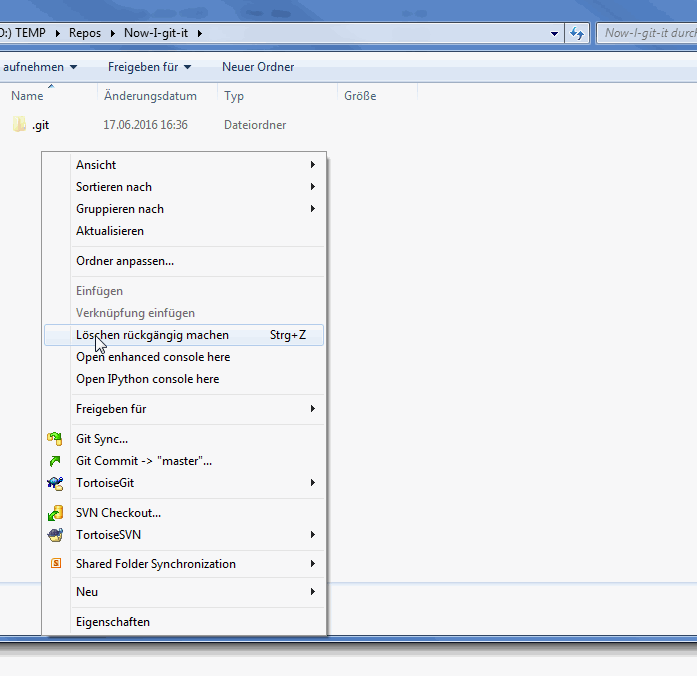 D:) TEMP Repos Now-I-git-it Now-I-git-it durch
aufnehmen Freigeben für Neuer Ordner
Name Änderungsdatum Typ Größe
.git 17.06.2016 16:36 Dateiordner
Ansicht
Sortieren nach
Gruppieren nach
Aktualisieren
Ordner anpassen...
Einfügen
Verknüpfung einfügen
Löschen rückgängig machen Strg+Z
Open enhanced console here
Open IPython console here
Freigeben für
Git Sync...
Git Commit -> "master"...
TortoiseGit
SVN Checkout...
TortoiseSVN
S Shared Folder Synchronization
Neu
Eigenschaften